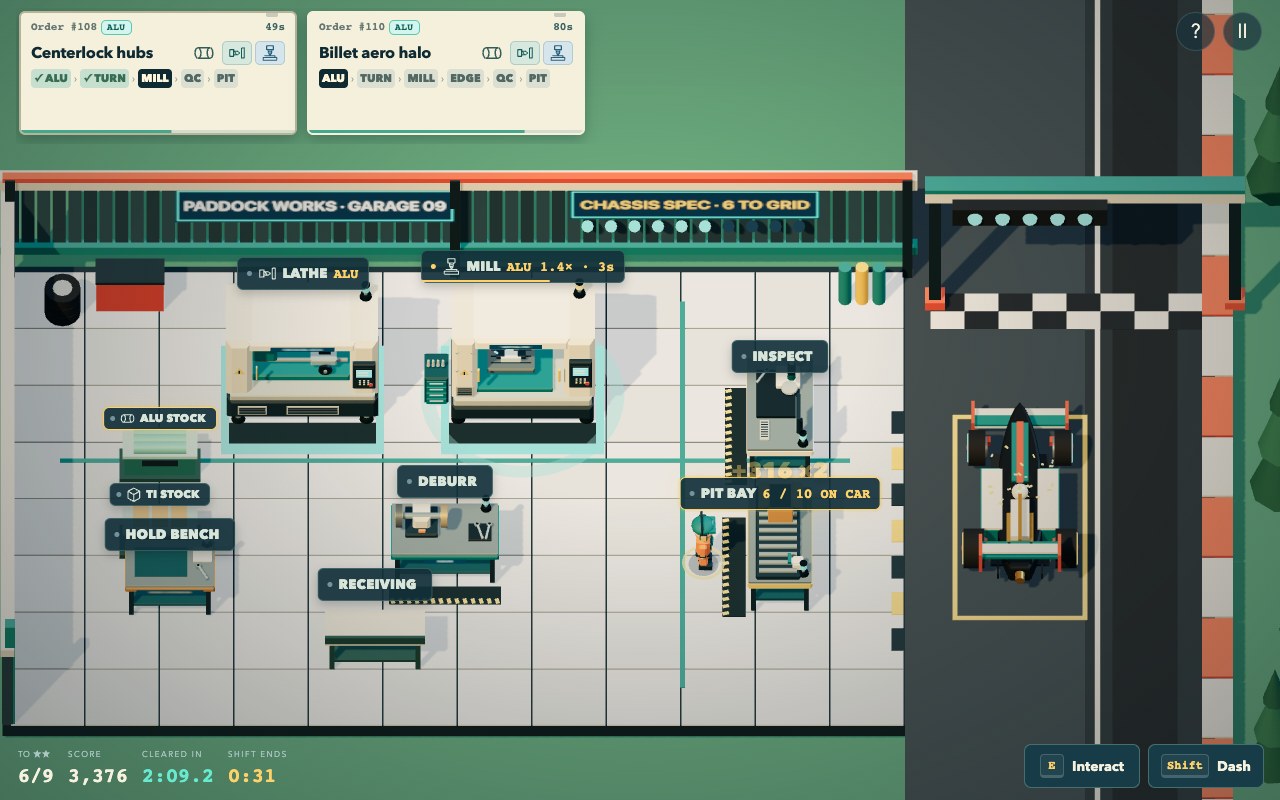 Order #108 ALU 49s
Centerlock hubs
✓ALU › ✓TURN › MILL › QC › PIT
Order #110 ALU 80s
Billet aero halo
ALU › TURN › MILL › EDGE › QC › PIT
? II
PADDOCK WORKS · GARAGE 09
CHASSIS SPEC · 6 TO GRID
LATHE ALU
MILL ALU 1.4× · 3s
INSPECT
ALU STOCK
TI STOCK
HOLD BENCH
DEBURR
PIT BAY 6 / 10 ON CAR
RECEIVING
TO ★★ SCORE CLEARED IN SHIFT ENDS
6/9 3,376 2:09.2 0:31
E Interact
Shift Dash